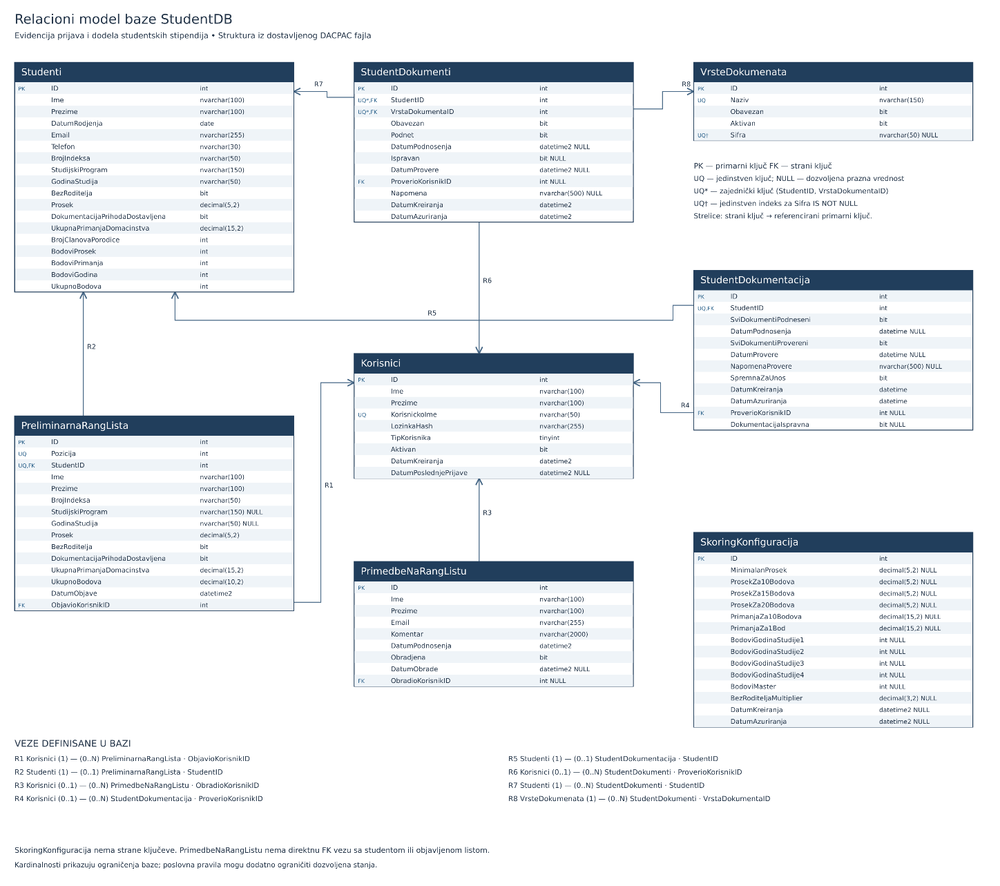 Relacioni model baze StudentDB
Evidencija prijava i dodela studentskih stipendija • Struktura iz dostavljenog DACPAC fajla
Studenti
PK ID int
Ime nvarchar(100)
Prezime nvarchar(100)
DatumRodjenja date
Email nvarchar(255)
Telefon nvarchar(30)
BrojIndeksa nvarchar(50)
StudijskiProgram nvarchar(150)
GodinaStudija nvarchar(50)
BezRoditelja bit
Prosek decimal(5,2)
DokumentacijaPrihodaDostavljena bit
UkupnaPrimanjaDomacinstva decimal(15,2)
BrojClanovaPorodice int
BodoviProsek int
BodoviPrimanja int
BodoviGodina int
UkupnoBodova int
R7
StudentDokumenti
PK ID int
UQ*,FK StudentID int
UQ*,FK VrstaDokumentaID int
Obavezan bit
Podnet bit
DatumPodnosenja datetime2 NULL
Ispravan bit NULL
DatumProvere datetime2 NULL
FK ProverioKorisnikID int NULL
Napomena nvarchar(500) NULL
DatumKreiranja datetime2
DatumAzuriranja datetime2
R8
VrsteDokumenata
PK ID int
UQ Naziv nvarchar(150)
Obavezan bit
Aktivan bit
UQ† Sifra nvarchar(50) NULL
PK — primarni ključ FK — strani ključ
UQ — jedinstven ključ; NULL — dozvoljena prazna vrednost
UQ* — zajednički ključ (StudentID, VrstaDokumentaID)
UQ† — jedinstven indeks za Sifra IS NOT NULL
Strelice: strani ključ → referencirani primarni ključ.
R6
R5
R2
StudentDokumentacija
PK ID int
UQ,FK StudentID int
SviDokumentiPodneseni bit
DatumPodnosenja datetime NULL
SviDokumentiProvereni bit
DatumProvere datetime NULL
NapomenaProvere nvarchar(500) NULL
SpremnaZaUnos bit
DatumKreiranja datetime
DatumAzuriranja datetime
FK ProverioKorisnikID int NULL
DokumentacijaIspravna bit NULL
R4
Korisnici
PK ID int
Ime nvarchar(100)
Prezime nvarchar(100)
UQ KorisnickoIme nvarchar(50)
LozinkaHash nvarchar(255)
TipKorisnika tinyint
Aktivan bit
DatumKreiranja datetime2
DatumPoslednjePrijave datetime2 NULL
PreliminarnaRangLista
PK ID int
UQ Pozicija int
UQ,FK StudentID int
Ime nvarchar(100)
Prezime nvarchar(100)
BrojIndeksa nvarchar(50)
StudijskiProgram nvarchar(150) NULL
GodinaStudija nvarchar(50) NULL
Prosek decimal(5,2)
BezRoditelja bit
DokumentacijaPrihodaDostavljena bit
UkupnaPrimanjaDomacinstva decimal(15,2)
UkupnoBodova decimal(10,2)
DatumObjave datetime2
FK ObjavioKorisnikID int
R1
R3
PrimedbeNaRangListu
PK ID int
Ime nvarchar(100)
Prezime nvarchar(100)
Email nvarchar(255)
Komentar nvarchar(2000)
DatumPodnosenja datetime2
Obradjena bit
DatumObrade datetime2 NULL
FK ObradioKorisnikID int NULL
SkoringKonfiguracija
PK ID int
MinimalanProsek decimal(5,2) NULL
ProsekZa10Bodova decimal(5,2) NULL
ProsekZa15Bodova decimal(5,2) NULL
ProsekZa20Bodova decimal(5,2) NULL
PrimanjaZa10Bodova decimal(15,2) NULL
PrimanjaZa1Bod decimal(15,2) NULL
BodoviGodinaStudije1 int NULL
BodoviGodinaStudije2 int NULL
BodoviGodinaStudije3 int NULL
BodoviGodinaStudije4 int NULL
BodoviMaster int NULL
BezRoditeljaMultiplier decimal(3,2) NULL
DatumKreiranja datetime2 NULL
DatumAzuriranja datetime2 NULL
VEZE DEFINISANE U BAZI
R1 Korisnici (1) — (0..N) PreliminarnaRangLista · ObjavioKorisnikID
R2 Studenti (1) — (0..1) PreliminarnaRangLista · StudentID
R3 Korisnici (0..1) — (0..N) PrimedbeNaRangListu · ObradioKorisnikID
R4 Korisnici (0..1) — (0..N) StudentDokumentacija · ProverioKorisnikID
R5 Studenti (1) — (0..1) StudentDokumentacija · StudentID
R6 Korisnici (0..1) — (0..N) StudentDokumenti · ProverioKorisnikID
R7 Studenti (1) — (0..N) StudentDokumenti · StudentID
R8 VrsteDokumenata (1) — (0..N) StudentDokumenti · VrstaDokumentaID
SkoringKonfiguracija nema strane ključeve. PrimedbeNaRangListu nema direktnu FK vezu sa studentom ili objavljenom listom.
Kardinalnosti prikazuju ograničenja baze; poslovna pravila mogu dodatno ograničiti dozvoljena stanja.